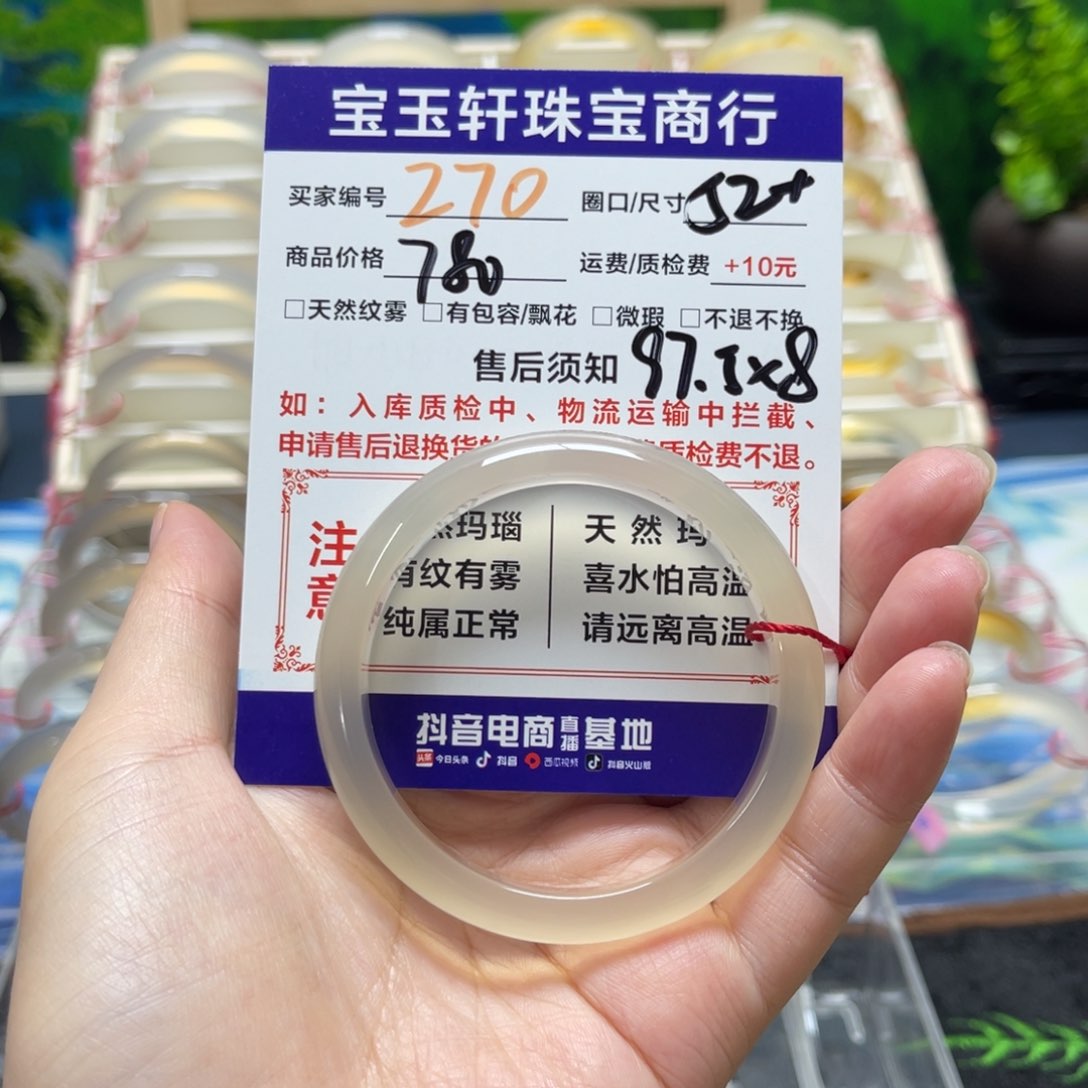 宝玉轩珠宝商行
买家编号 270 圈口/尺寸 52+
商品价格 780 运费/质检费 +10元
□天然纹雾 □有包容/飘花 □微瑕 □不退不换
售后须知 97.5x8
如：入库质检中、物流运输中拦截、
申请售后退换货 质检费不退。
注意
然玛瑙 天然玛
有纹有雾 喜水怕高温
纯属正常 请远离高温
抖音电商直播基地
头条 今日头条 抖音 西瓜视频 抖音火山版